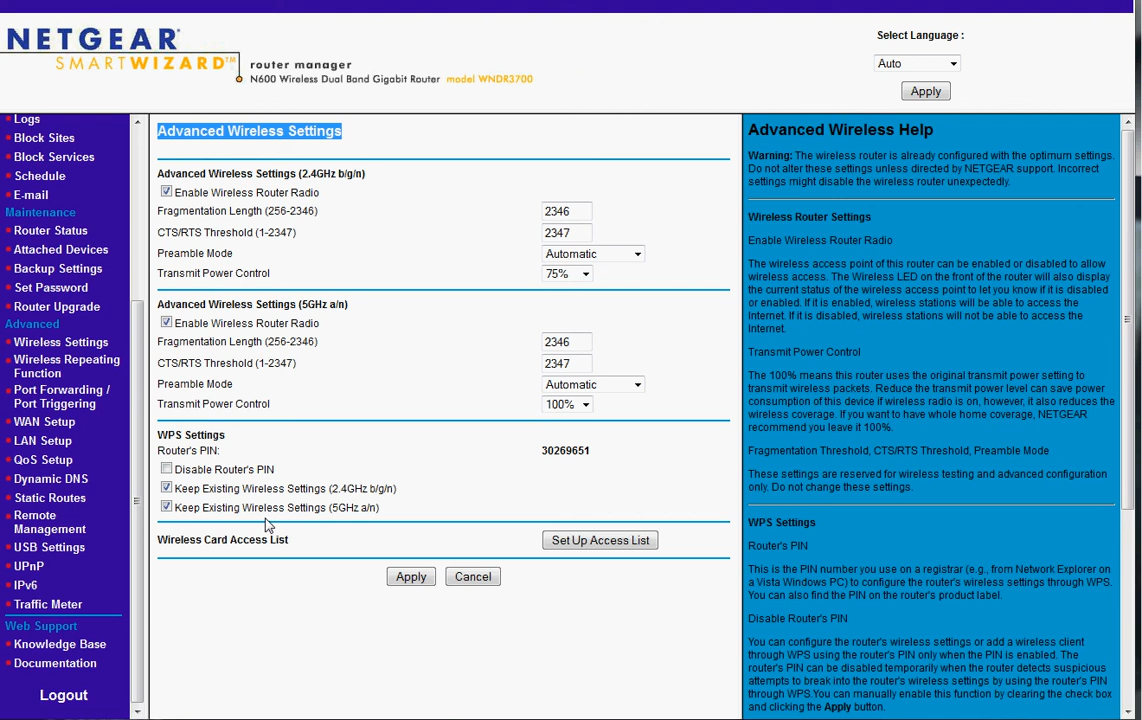 NETGEAR®
SMARTWIZARD™
router manager
N600 Wireless Dual Band Gigabit Router model WNDR3700
Select Language :
Auto
Apply
Logs
Block Sites
Block Services
Schedule
E-mail
Maintenance
Router Status
Attached Devices
Backup Settings
Set Password
Router Upgrade
Advanced
Wireless Settings
Wireless Repeating
Function
Port Forwarding /
Port Triggering
WAN Setup
LAN Setup
QoS Setup
Dynamic DNS
Static Routes
Remote
Management
USB Settings
UPnP
IPv6
Traffic Meter
Web Support
Knowledge Base
Documentation
Logout
Advanced Wireless Settings
Advanced Wireless Settings (2.4GHz b/g/n)
Enable Wireless Router Radio
Fragmentation Length (256-2346) 2346
CTS/RTS Threshold (1-2347) 2347
Preamble Mode Automatic
Transmit Power Control 75%
Advanced Wireless Settings (5GHz a/n)
Enable Wireless Router Radio
Fragmentation Length (256-2346) 2346
CTS/RTS Threshold (1-2347) 2347
Preamble Mode Automatic
Transmit Power Control 100%
WPS Settings
Router's PIN: 30269651
Disable Router's PIN
Keep Existing Wireless Settings (2.4GHz b/g/n)
Keep Existing Wireless Settings (5GHz a/n)
Wireless Card Access List Set Up Access List
Apply Cancel
Advanced Wireless Help
Warning: The wireless router is already configured with the optimum settings.
Do not alter these settings unless directed by NETGEAR support. Incorrect
settings might disable the wireless router unexpectedly.
Wireless Router Settings
Enable Wireless Router Radio
The wireless access point of this router can be enabled or disabled to allow
wireless access. The Wireless LED on the front of the router will also display
the current status of the wireless access point to let you know if it is disabled
or enabled. If it is enabled, wireless stations will be able to access the
Internet. If it is disabled, wireless stations will not be able to access the
Internet.
Transmit Power Control
The 100% means this router uses the original transmit power setting to
transmit wireless packets. Reduce the transmit power level can save power
consumption of this device if wireless radio is on, however, it also reduces the
wireless coverage. If you want to have whole home coverage, NETGEAR
recommend you leave it 100%.
Fragmentation Threshold, CTS/RTS Threshold, Preamble Mode
These settings are reserved for wireless testing and advanced configuration
only. Do not change these settings.
WPS Settings
Router's PIN
This is the PIN number you use on a registrar (e.g., from Network Explorer on
a Vista Windows PC) to configure the router's wireless settings through WPS.
You can also find the PIN on the router's product label.
Disable Router's PIN
You can configure the router's wireless settings or add a wireless client
through WPS using the router's PIN only when the PIN is enabled. The
router's PIN can be disabled temporarily when the router detects suspicious
attempts to break into the router's wireless settings by using the router's PIN
through WPS.You can manually enable this function by clearing the check box
and clicking the Apply button.